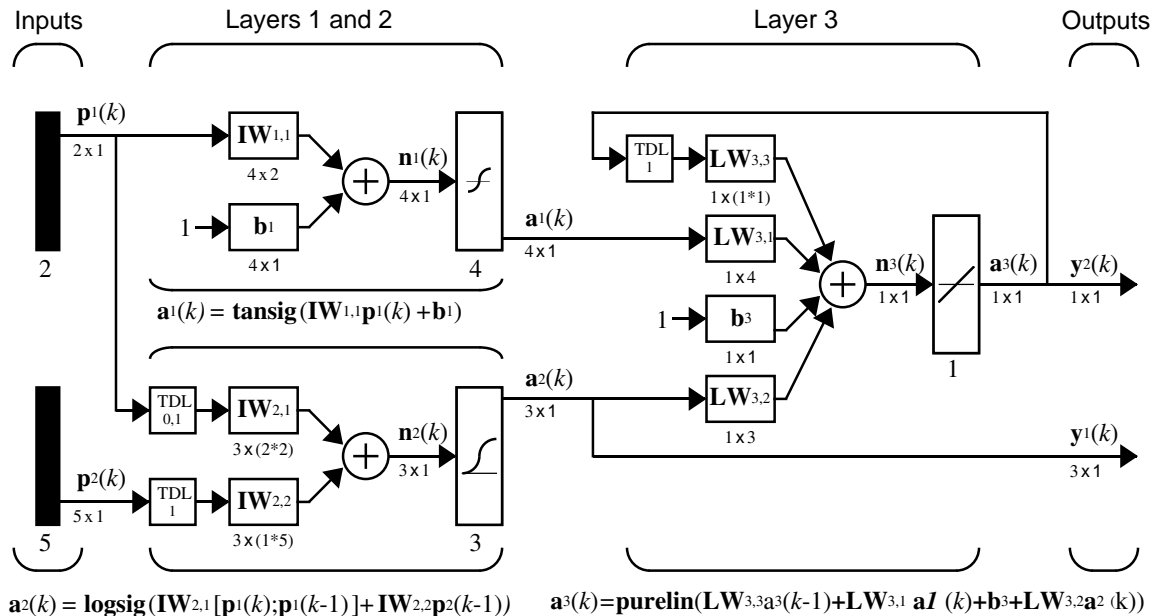 Inputs
Layers 1 and 2
Layer 3
Outputs
p1(k)
2 x 1
2
IW1,1
4 x 2
1
b1
4 x 1
n1(k)
4 x 1
4
a1(k)
4 x 1
a1(k) = tansig (IW1,1p1(k) +b1)
TDL
1
LW3,3
1 x (1*1)
LW3,1
1 x 4
1
b3
1 x 1
LW3,2
1 x 3
n3(k)
1 x 1
1
a3(k)
1 x 1
y2(k)
1 x 1
p2(k)
5 x 1
5
TDL
0,1
IW2,1
3 x (2*2)
TDL
1
IW2,2
3 x (1*5)
n2(k)
3 x 1
3
a2(k)
3 x 1
y1(k)
3 x 1
a2(k) = logsig (IW2,1 [p1(k);p1(k-1) ]+ IW2,2p2(k-1))
a3(k)=purelin(LW3,3a3(k-1)+LW3,1 a1 (k)+b3+LW3,2a2 (k))